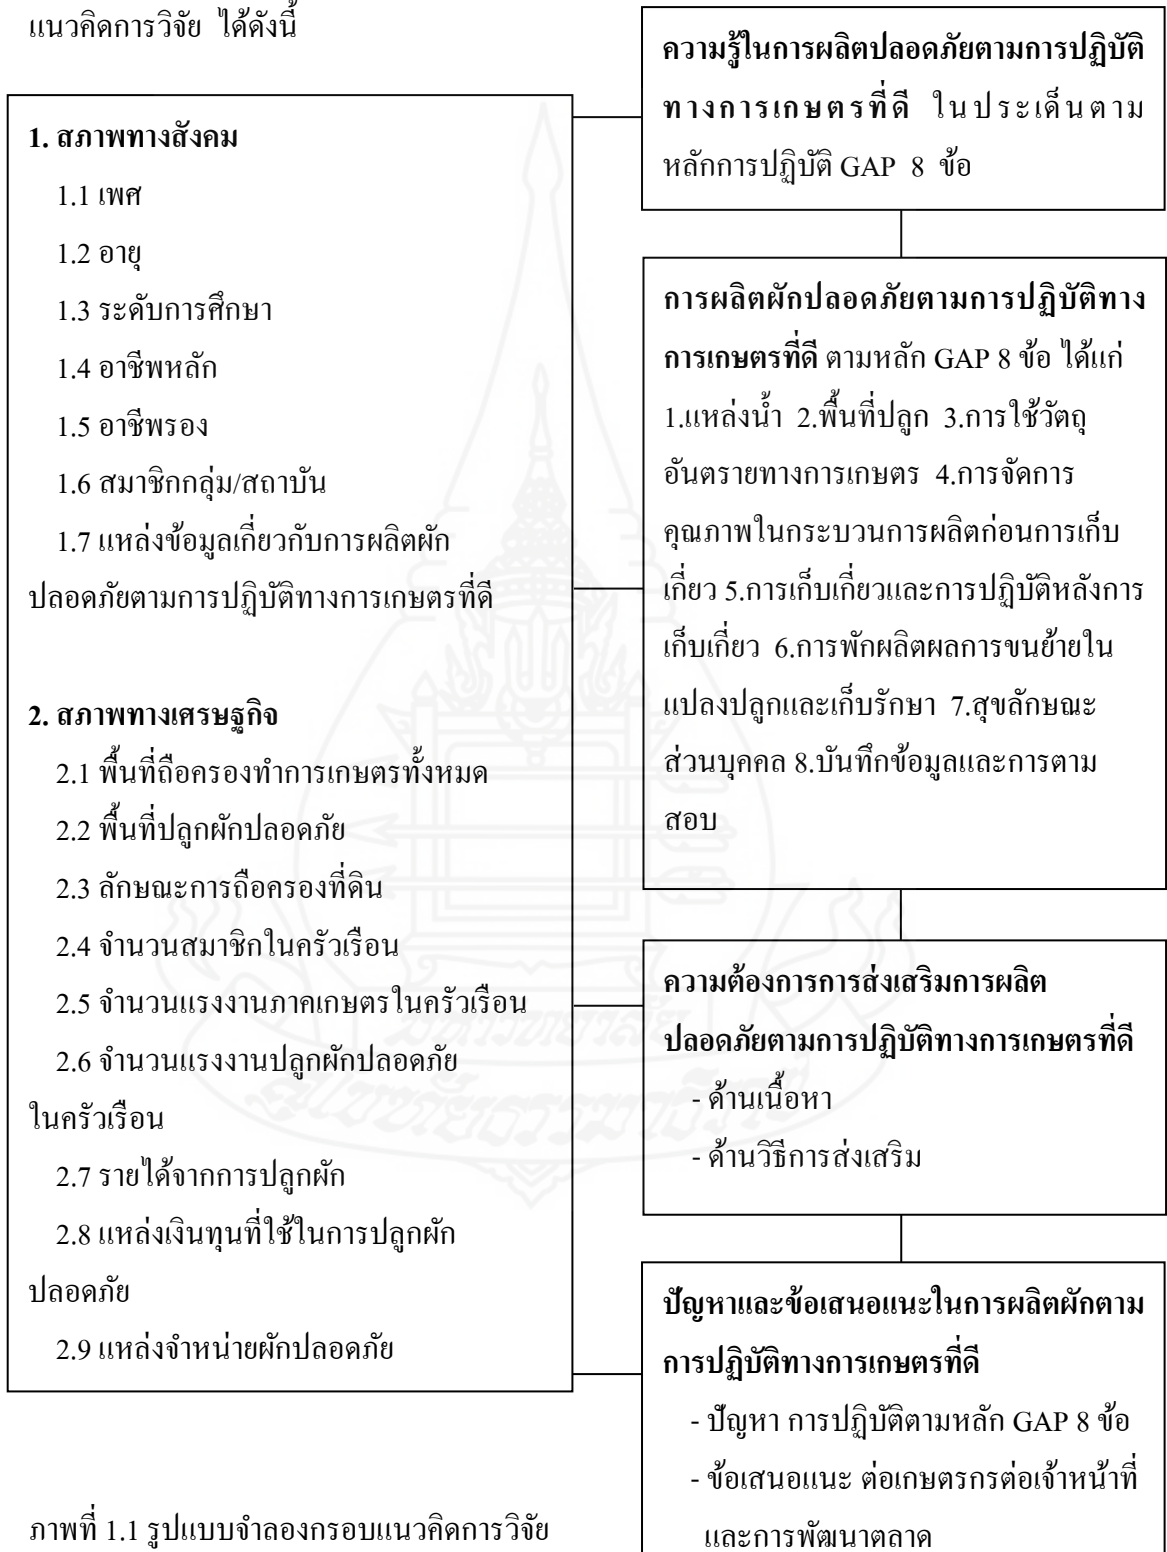 แนวคิดการวิจัย ได้ดังนี้
1. สภาพทางสังคม
1.1 เพศ
1.2 อายุ
1.3 ระดับการศึกษา
1.4 อาชีพหลัก
1.5 อาชีพรอง
1.6 สมาชิกกลุ่ม/สถาบัน
1.7 แหล่งข้อมูลเกี่ยวกับการผลิตผัก
ปลอดภัยตามการปฏิบัติทางการเกษตรที่ดี
2. สภาพทางเศรษฐกิจ
2.1 พื้นที่ถือครองทำการเกษตรทั้งหมด
2.2 พื้นที่ปลูกผักปลอดภัย
2.3 ลักษณะการถือครองที่ดิน
2.4 จำนวนสมาชิกในครัวเรือน
2.5 จำนวนแรงงานภาคเกษตรในครัวเรือน
2.6 จำนวนแรงงานปลูกผักปลอดภัย
ในครัวเรือน
2.7 รายได้จากการปลูกผัก
2.8 แหล่งเงินทุนที่ใช้ในการปลูกผัก
ปลอดภัย
2.9 แหล่งจำหน่ายผักปลอดภัย
ความรู้ในการผลิตปลอดภัยตามการปฏิบัติ
ทางการเกษตรที่ดี ในประเด็นตาม
หลักการปฏิบัติ GAP 8 ข้อ
การผลิตผักปลอดภัยตามการปฏิบัติทาง
การเกษตรที่ดี ตามหลัก GAP 8 ข้อ ได้แก่
1.แหล่งน้ำ 2.พื้นที่ปลูก 3.การใช้วัตถุ
อันตรายทางการเกษตร 4.การจัดการ
คุณภาพในกระบวนการผลิตก่อนการเก็บ
เกี่ยว 5.การเก็บเกี่ยวและการปฏิบัติหลังการ
เก็บเกี่ยว 6.การพักผลิตผลการขนย้ายใน
แปลงปลูกและเก็บรักษา 7.สุขลักษณะ
ส่วนบุคคล 8.บันทึกข้อมูลและการตาม
สอบ
ความต้องการการส่งเสริมการผลิต
ปลอดภัยตามการปฏิบัติทางการเกษตรที่ดี
- ด้านเนื้อหา
- ด้านวิธีการส่งเสริม
ปัญหาและข้อเสนอแนะในการผลิตผักตาม
การปฏิบัติทางการเกษตรที่ดี
- ปัญหา การปฏิบัติตามหลัก GAP 8 ข้อ
- ข้อเสนอแนะ ต่อเกษตรกรต่อเจ้าหน้าที่
และการพัฒนาตลาด
ภาพที่ 1.1 รูปแบบจำลองกรอบแนวคิดการวิจัย